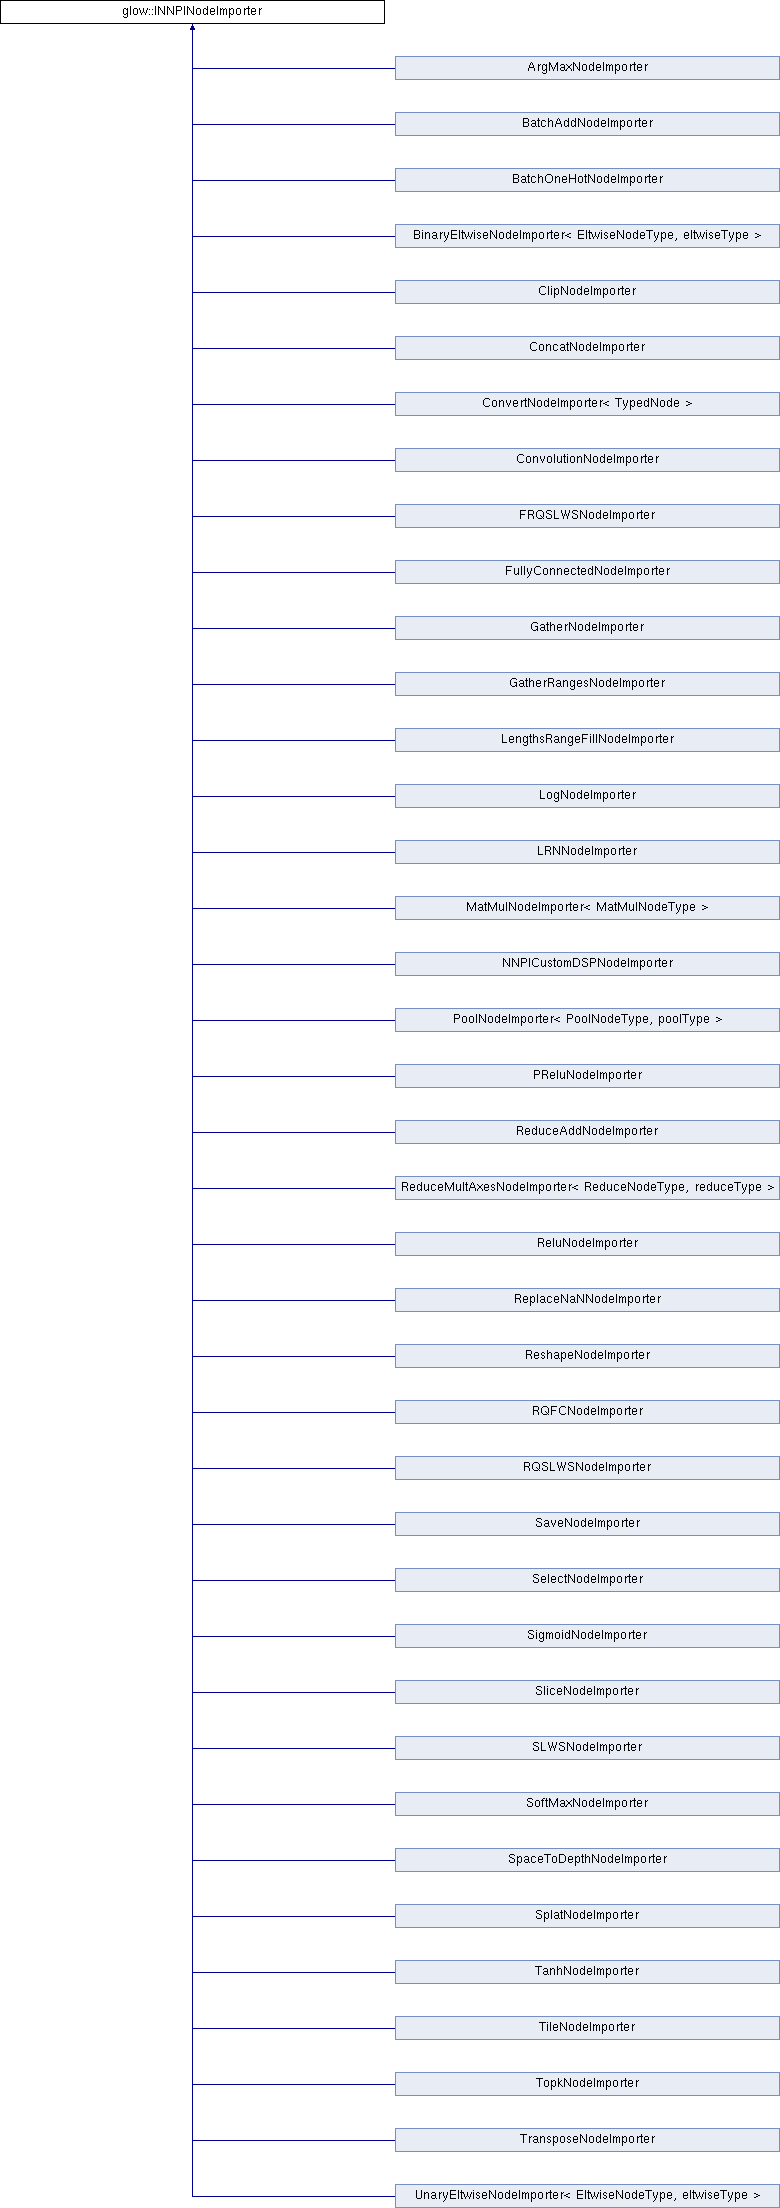 glow::INNPINodeImporter
ArgMaxNodeImporter
BatchAddNodeImporter
BatchOneHotNodeImporter
BinaryEltwiseNodeImporter< EltwiseNodeType, eltwiseType >
ClipNodeImporter
ConcatNodeImporter
ConvertNodeImporter< TypedNode >
ConvolutionNodeImporter
FRQSLWSNodeImporter
FullyConnectedNodeImporter
GatherNodeImporter
GatherRangesNodeImporter
LengthsRangeFillNodeImporter
LogNodeImporter
LRNNodeImporter
MatMulNodeImporter< MatMulNodeType >
NNPICustomDSPNodeImporter
PoolNodeImporter< PoolNodeType, poolType >
PReluNodeImporter
ReduceAddNodeImporter
ReduceMultAxesNodeImporter< ReduceNodeType, reduceType >
ReluNodeImporter
ReplaceNaNNodeImporter
ReshapeNodeImporter
RQFCNodeImporter
RQSLWSNodeImporter
SaveNodeImporter
SelectNodeImporter
SigmoidNodeImporter
SliceNodeImporter
SLWSNodeImporter
SoftMaxNodeImporter
SpaceToDepthNodeImporter
SplatNodeImporter
TanhNodeImporter
TileNodeImporter
TopkNodeImporter
TransposeNodeImporter
UnaryEltwiseNodeImporter< EltwiseNodeType, eltwiseType >